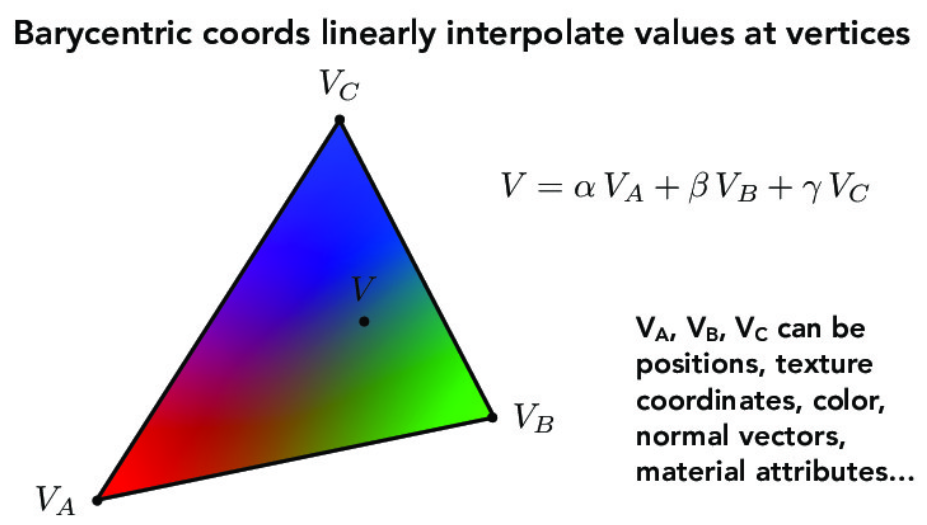 Barycentric coords linearly interpolate values at vertices
V_C
V = α V_A + β V_B + γ V_C
V
V_A, V_B, V_C can be
positions, texture
coordinates, color,
normal vectors,
material attributes...
V_B
V_A